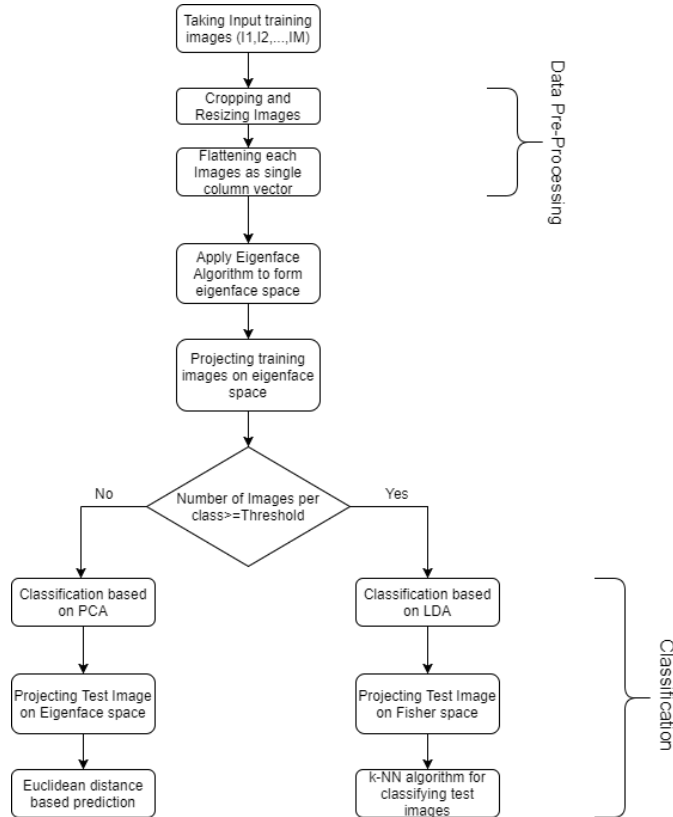 Taking Input training
images (I1,I2,...,IM)
Cropping and
Resizing Images
Flattening each
Images as single
column vector
Data Pre-Processing
Apply Eigenface
Algorithm to form
eigenface space
Projecting training
images on eigenface
space
Number of Images per
class>=Threshold
No
Yes
Classification based
on PCA
Classification based
on LDA
Projecting Test Image
on Eigenface space
Projecting Test Image
on Fisher space
Euclidean distance
based prediction
k-NN algorithm for
classifying test
images
Classification